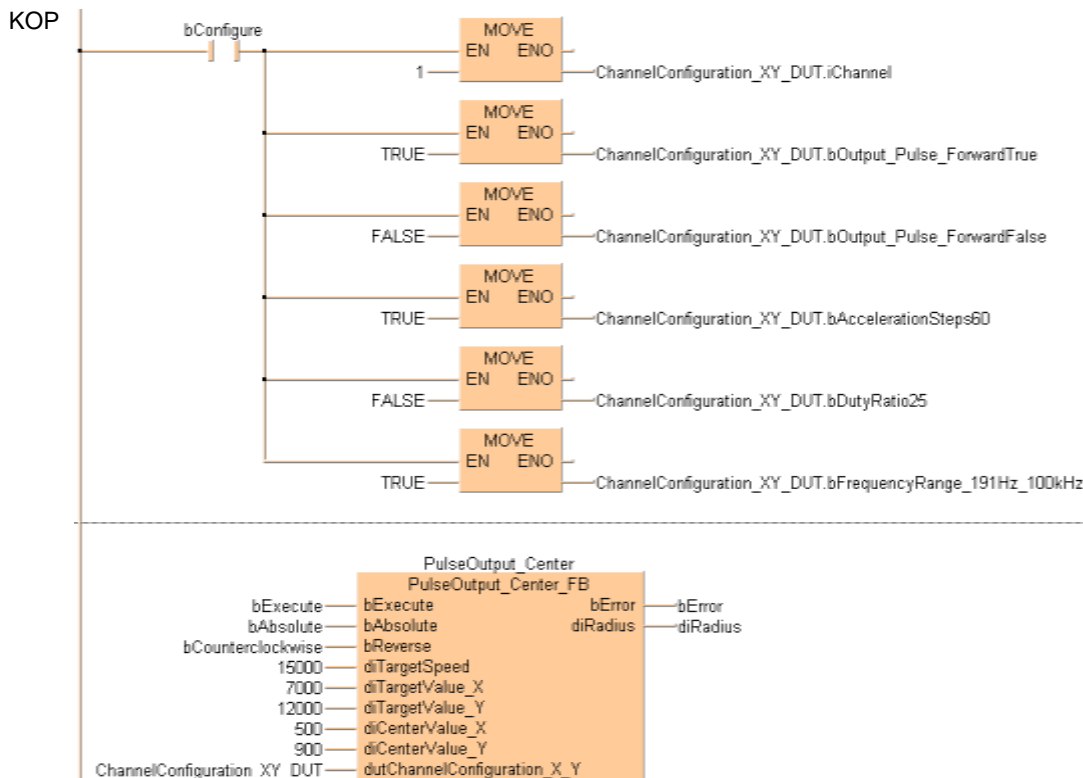 KOP
bConfigure
MOVE
EN ENO
1 ChannelConfiguration_XY_DUT.iChannel
MOVE
EN ENO
TRUE ChannelConfiguration_XY_DUT.bOutput_Pulse_ForwardTrue
MOVE
EN ENO
FALSE ChannelConfiguration_XY_DUT.bOutput_Pulse_ForwardFalse
MOVE
EN ENO
TRUE ChannelConfiguration_XY_DUT.bAccelerationSteps60
MOVE
EN ENO
FALSE ChannelConfiguration_XY_DUT.bDutyRatio25
MOVE
EN ENO
TRUE ChannelConfiguration_XY_DUT.bFrequencyRange_191Hz_100kHz
PulseOutput_Center
PulseOutput_Center_FB
bExecute bExecute bError bError
bAbsolute bAbsolute diRadius diRadius
bCounterclockwise bReverse
15000 diTargetSpeed
7000 diTargetValue_X
12000 diTargetValue_Y
500 diCenterValue_X
900 diCenterValue_Y
ChannelConfiguration_XY_DUT dutChannelConfiguration_X_Y